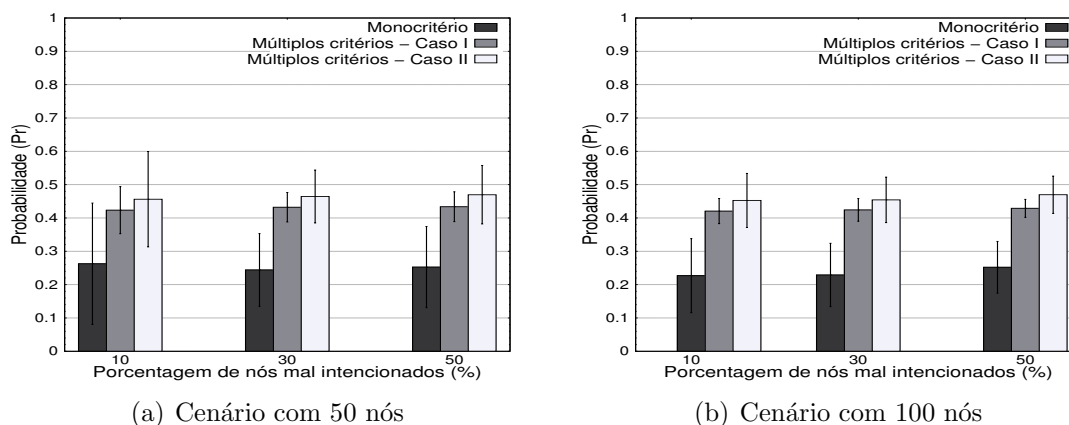 1
0.9
0.8
0.7
0.6
0.5
0.4
0.3
0.2
0.1
0
Probabilidade (Pr)
Monocritério
Múltiplos critérios − Caso I
Múltiplos critérios − Caso II
10 30 50
Porcentagem de nós mal intencionados (%)
(a) Cenário com 50 nós
1
0.9
0.8
0.7
0.6
0.5
0.4
0.3
0.2
0.1
0
Probabilidade (Pr)
Monocritério
Múltiplos critérios − Caso I
Múltiplos critérios − Caso II
10 30 50
Porcentagem de nós mal intencionados (%)
(b) Cenário com 100 nós